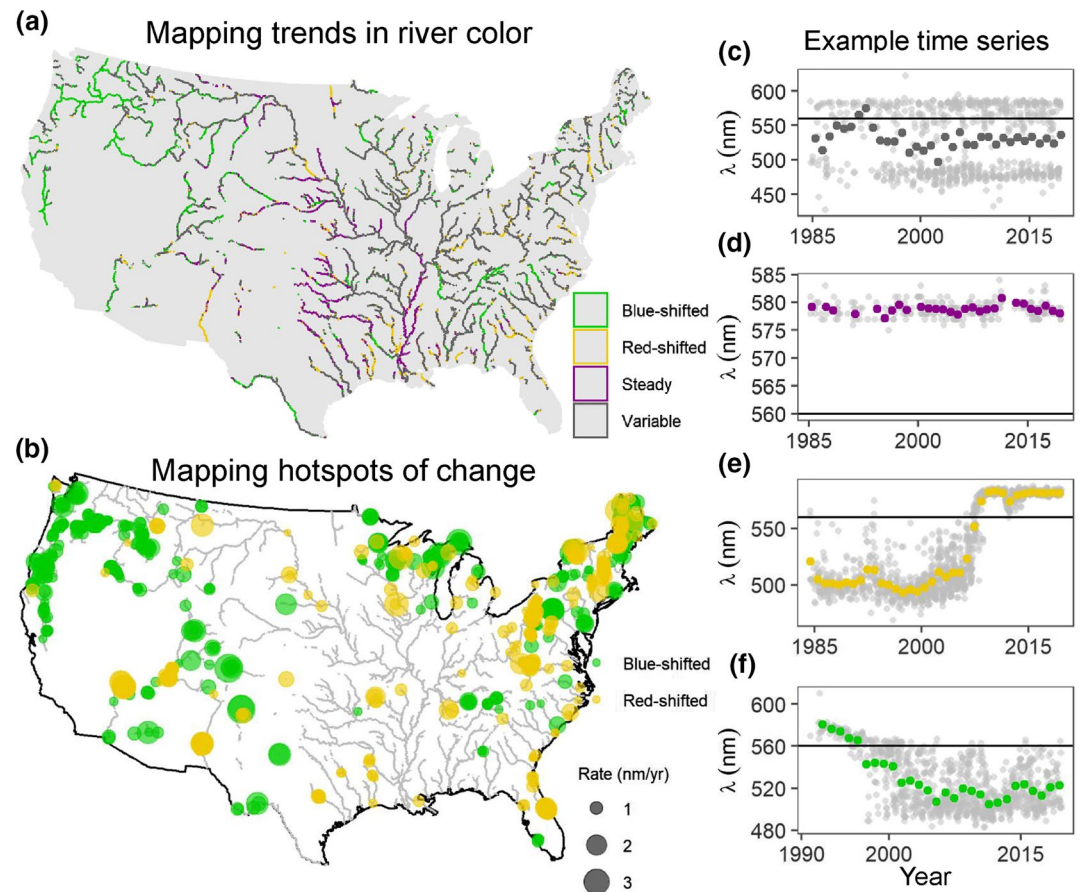 (a)
Mapping trends in river color
Blue-shifted
Red-shifted
Steady
Variable
(b)
Mapping hotspots of change
Blue-shifted
Red-shifted
Rate (nm/yr)
1
2
3
Example time series
(c)
λ (nm)
600
550
500
450
1985
2000
2015
(d)
λ (nm)
585
580
575
570
565
560
1985
2000
2015
(e)
λ (nm)
550
500
1985
2000
2015
(f)
λ (nm)
600
560
520
480
1990
2000
2015
Year